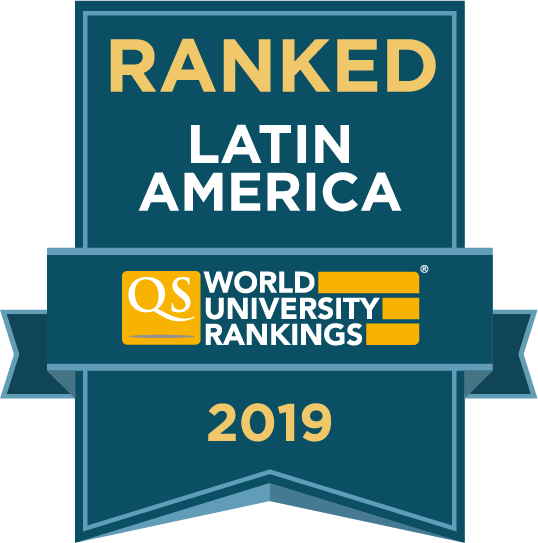 RANKED
LATIN
AMERICA
QS
WORLD
UNIVERSITY
RANKINGS
®
2019